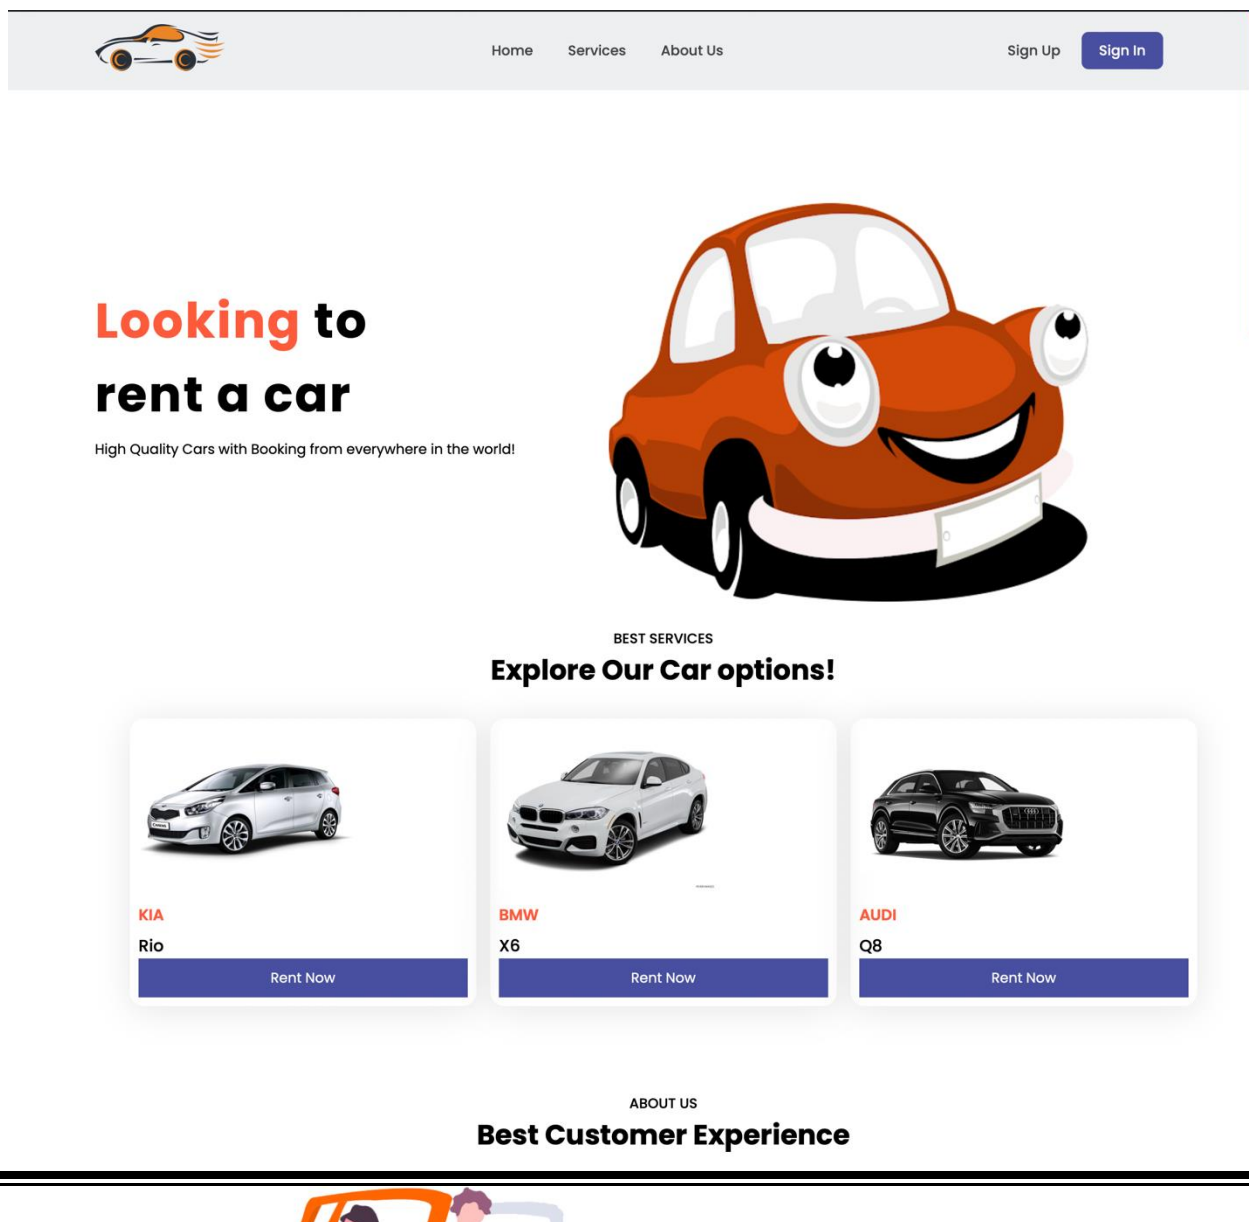 Home Services About Us Sign Up Sign In
Looking to
rent a car
High Quality Cars with Booking from everywhere in the world!
BEST SERVICES
Explore Our Car options!
KIA
Rio
Rent Now
BMW
X6
Rent Now
AUDI
Q8
Rent Now
ABOUT US
Best Customer Experience